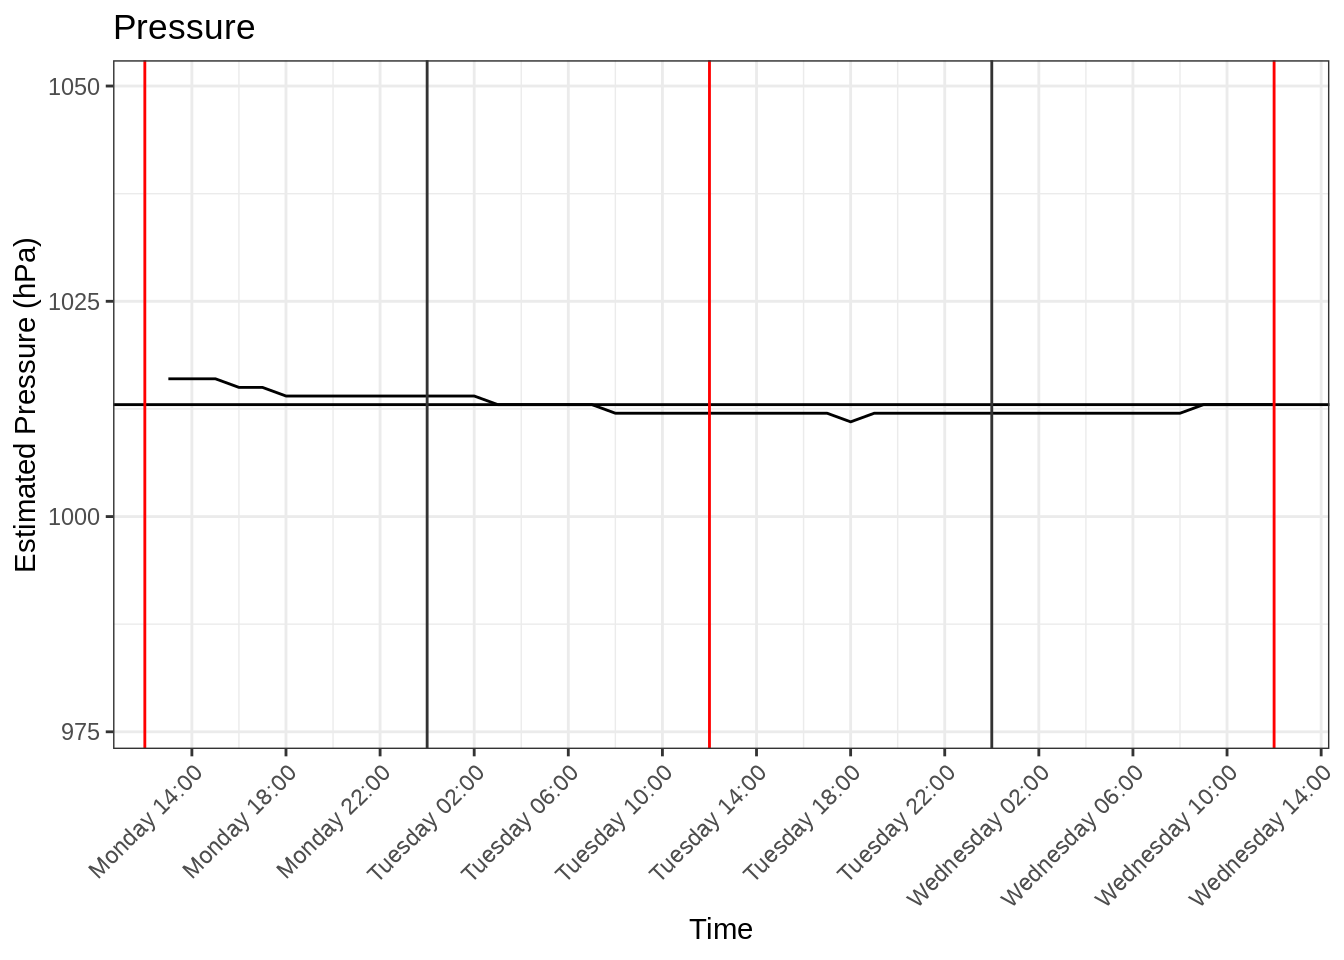 Pressure
1050
1025
1000
975
Estimated Pressure (hPa)
Monday 14:00
Monday 18:00
Monday 22:00
Tuesday 02:00
Tuesday 06:00
Tuesday 10:00
Tuesday 14:00
Tuesday 18:00
Tuesday 22:00
Wednesday 02:00
Wednesday 06:00
Wednesday 10:00
Wednesday 14:00
Time